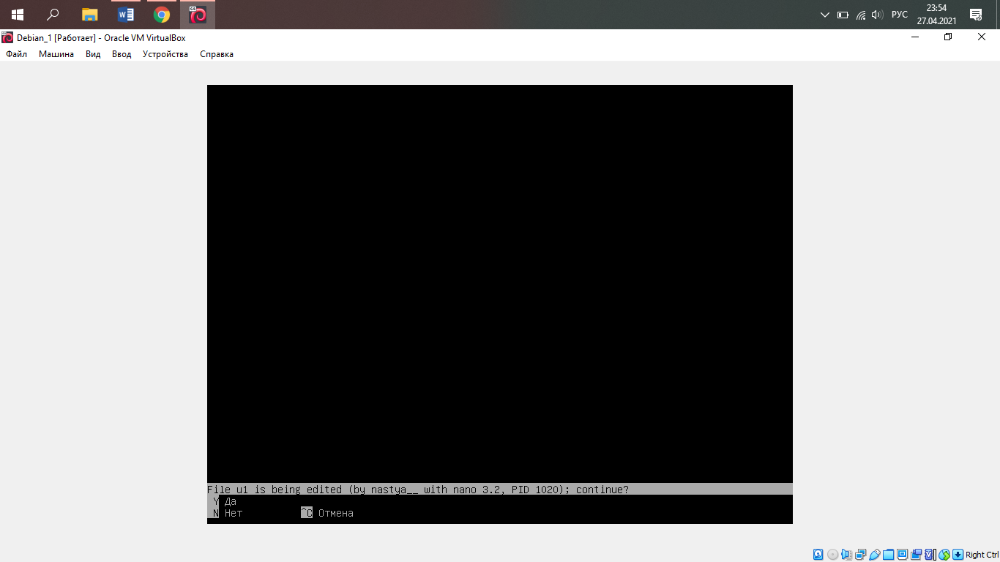 РУС
23:54
27.04.2021
64
Debian_1 [Работает] - Oracle VM VirtualBox
Файл Машина Вид Ввод Устройства Справка
File u1 is being edited (by nastya__ with nano 3.2, PID 1020); continue?
Y Да
N Нет ^C Отмена
Right Ctrl